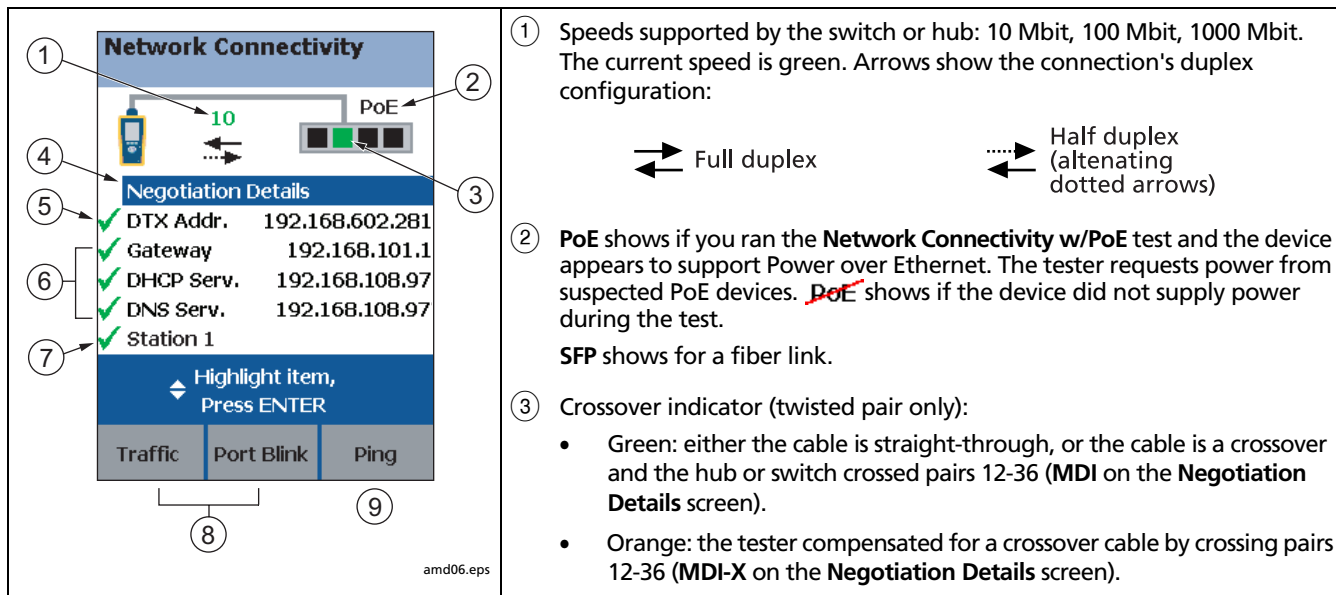 Network Connectivity
1
2
PoE
10
3
4
Negotiation Details
5
DTX Addr. 192.168.602.281
Gateway 192.168.101.1
6
DHCP Serv. 192.168.108.97
DNS Serv. 192.168.108.97
7
Station 1
Highlight item,
Press ENTER
Traffic Port Blink Ping
8
9
amd06.eps
1 Speeds supported by the switch or hub: 10 Mbit, 100 Mbit, 1000 Mbit.
The current speed is green. Arrows show the connection's duplex
configuration:
Full duplex
Half duplex
(altenating
dotted arrows)
2 PoE shows if you ran the Network Connectivity w/PoE test and the device
appears to support Power over Ethernet. The tester requests power from
suspected PoE devices. PoE shows if the device did not supply power
during the test.
SFP shows for a fiber link.
3 Crossover indicator (twisted pair only):
• Green: either the cable is straight-through, or the cable is a crossover
and the hub or switch crossed pairs 12-36 (MDI on the Negotiation
Details screen).
• Orange: the tester compensated for a crossover cable by crossing pairs
12-36 (MDI-X on the Negotiation Details screen).